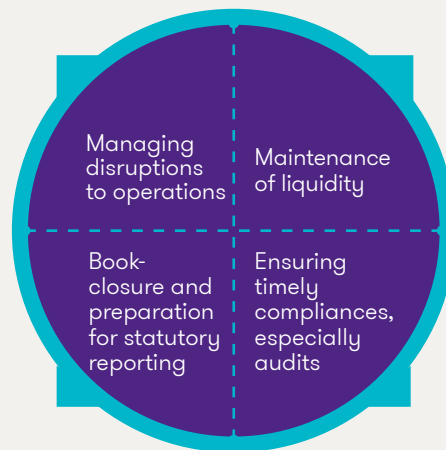 Managing
disruptions
to operations
Maintenance
of liquidity
Book-
closure and
preparation
for statutory
reporting
Ensuring
timely
compliances,
especially
audits